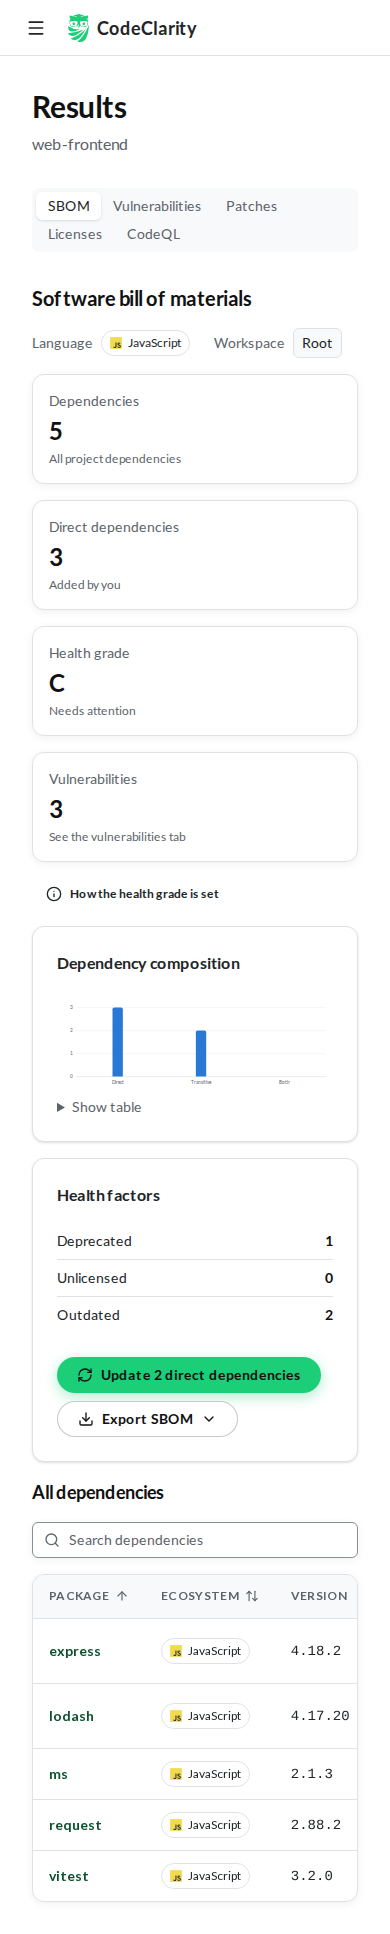 CodeClarity
Results
web-frontend
SBOM Vulnerabilities Patches
Licenses CodeQL
Software bill of materials
Language JS JavaScript Workspace Root
Dependencies
5
All project dependencies
Direct dependencies
3
Added by you
Health grade
C
Needs attention
Vulnerabilities
3
See the vulnerabilities tab
How the health grade is set
Dependency composition
3
2
1
0
Direct Transitive Both
Show table
Health factors
Deprecated 1
Unlicensed 0
Outdated 2
Update 2 direct dependencies
Export SBOM
All dependencies
Search dependencies
PACKAGE ECOSYSTEM VERSION
express JS JavaScript 4.18.2
lodash JS JavaScript 4.17.20
ms JS JavaScript 2.1.3
request JS JavaScript 2.88.2
vitest JS JavaScript 3.2.0